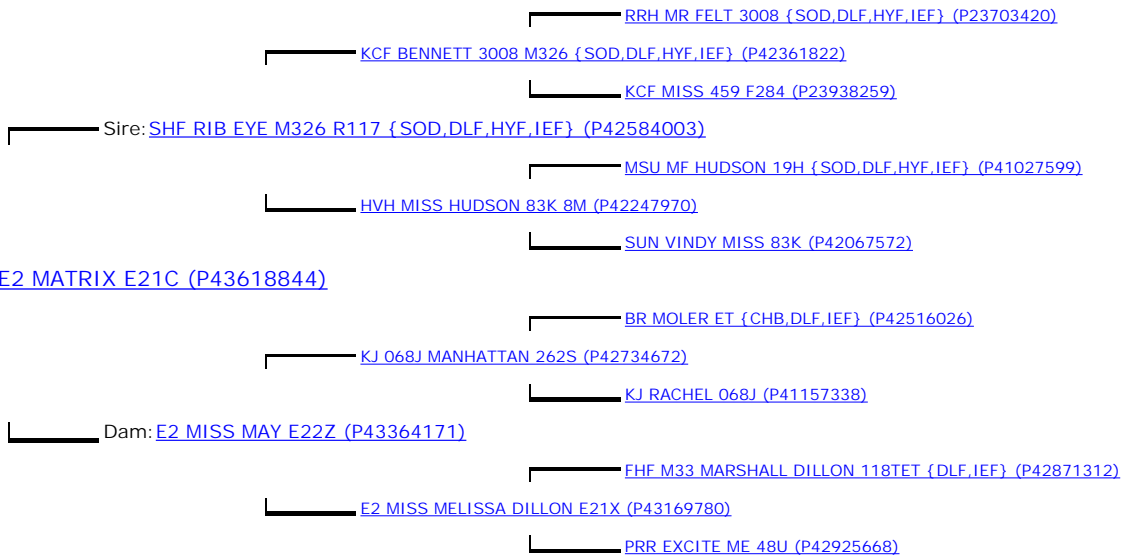 RRH MR FELT 3008 {SOD,DLF,HYF,IEF} (P23703420)
KCF BENNETT 3008 M326 {SOD,DLF,HYF,IEF} (P42361822)
KCF MISS 459 F284 (P23938259)
Sire: SHF RIB EYE M326 R117 {SOD,DLF,HYF,IEF} (P42584003)
MSU MF HUDSON 19H {SOD,DLF,HYF,IEF} (P41027599)
HVH MISS HUDSON 83K 8M (P42247970)
SUN VINDY MISS 83K (P42067572)
E2 MATRIX E21C (P43618844)
BR MOLER ET {CHB,DLF,IEF} (P42516026)
KJ 068J MANHATTAN 262S (P42734672)
KJ RACHEL 068J (P41157338)
Dam: E2 MISS MAY E22Z (P43364171)
FHF M33 MARSHALL DILLON 118TET {DLF,IEF} (P42871312)
E2 MISS MELISSA DILLON E21X (P43169780)
PRR EXCITE ME 48U (P42925668)